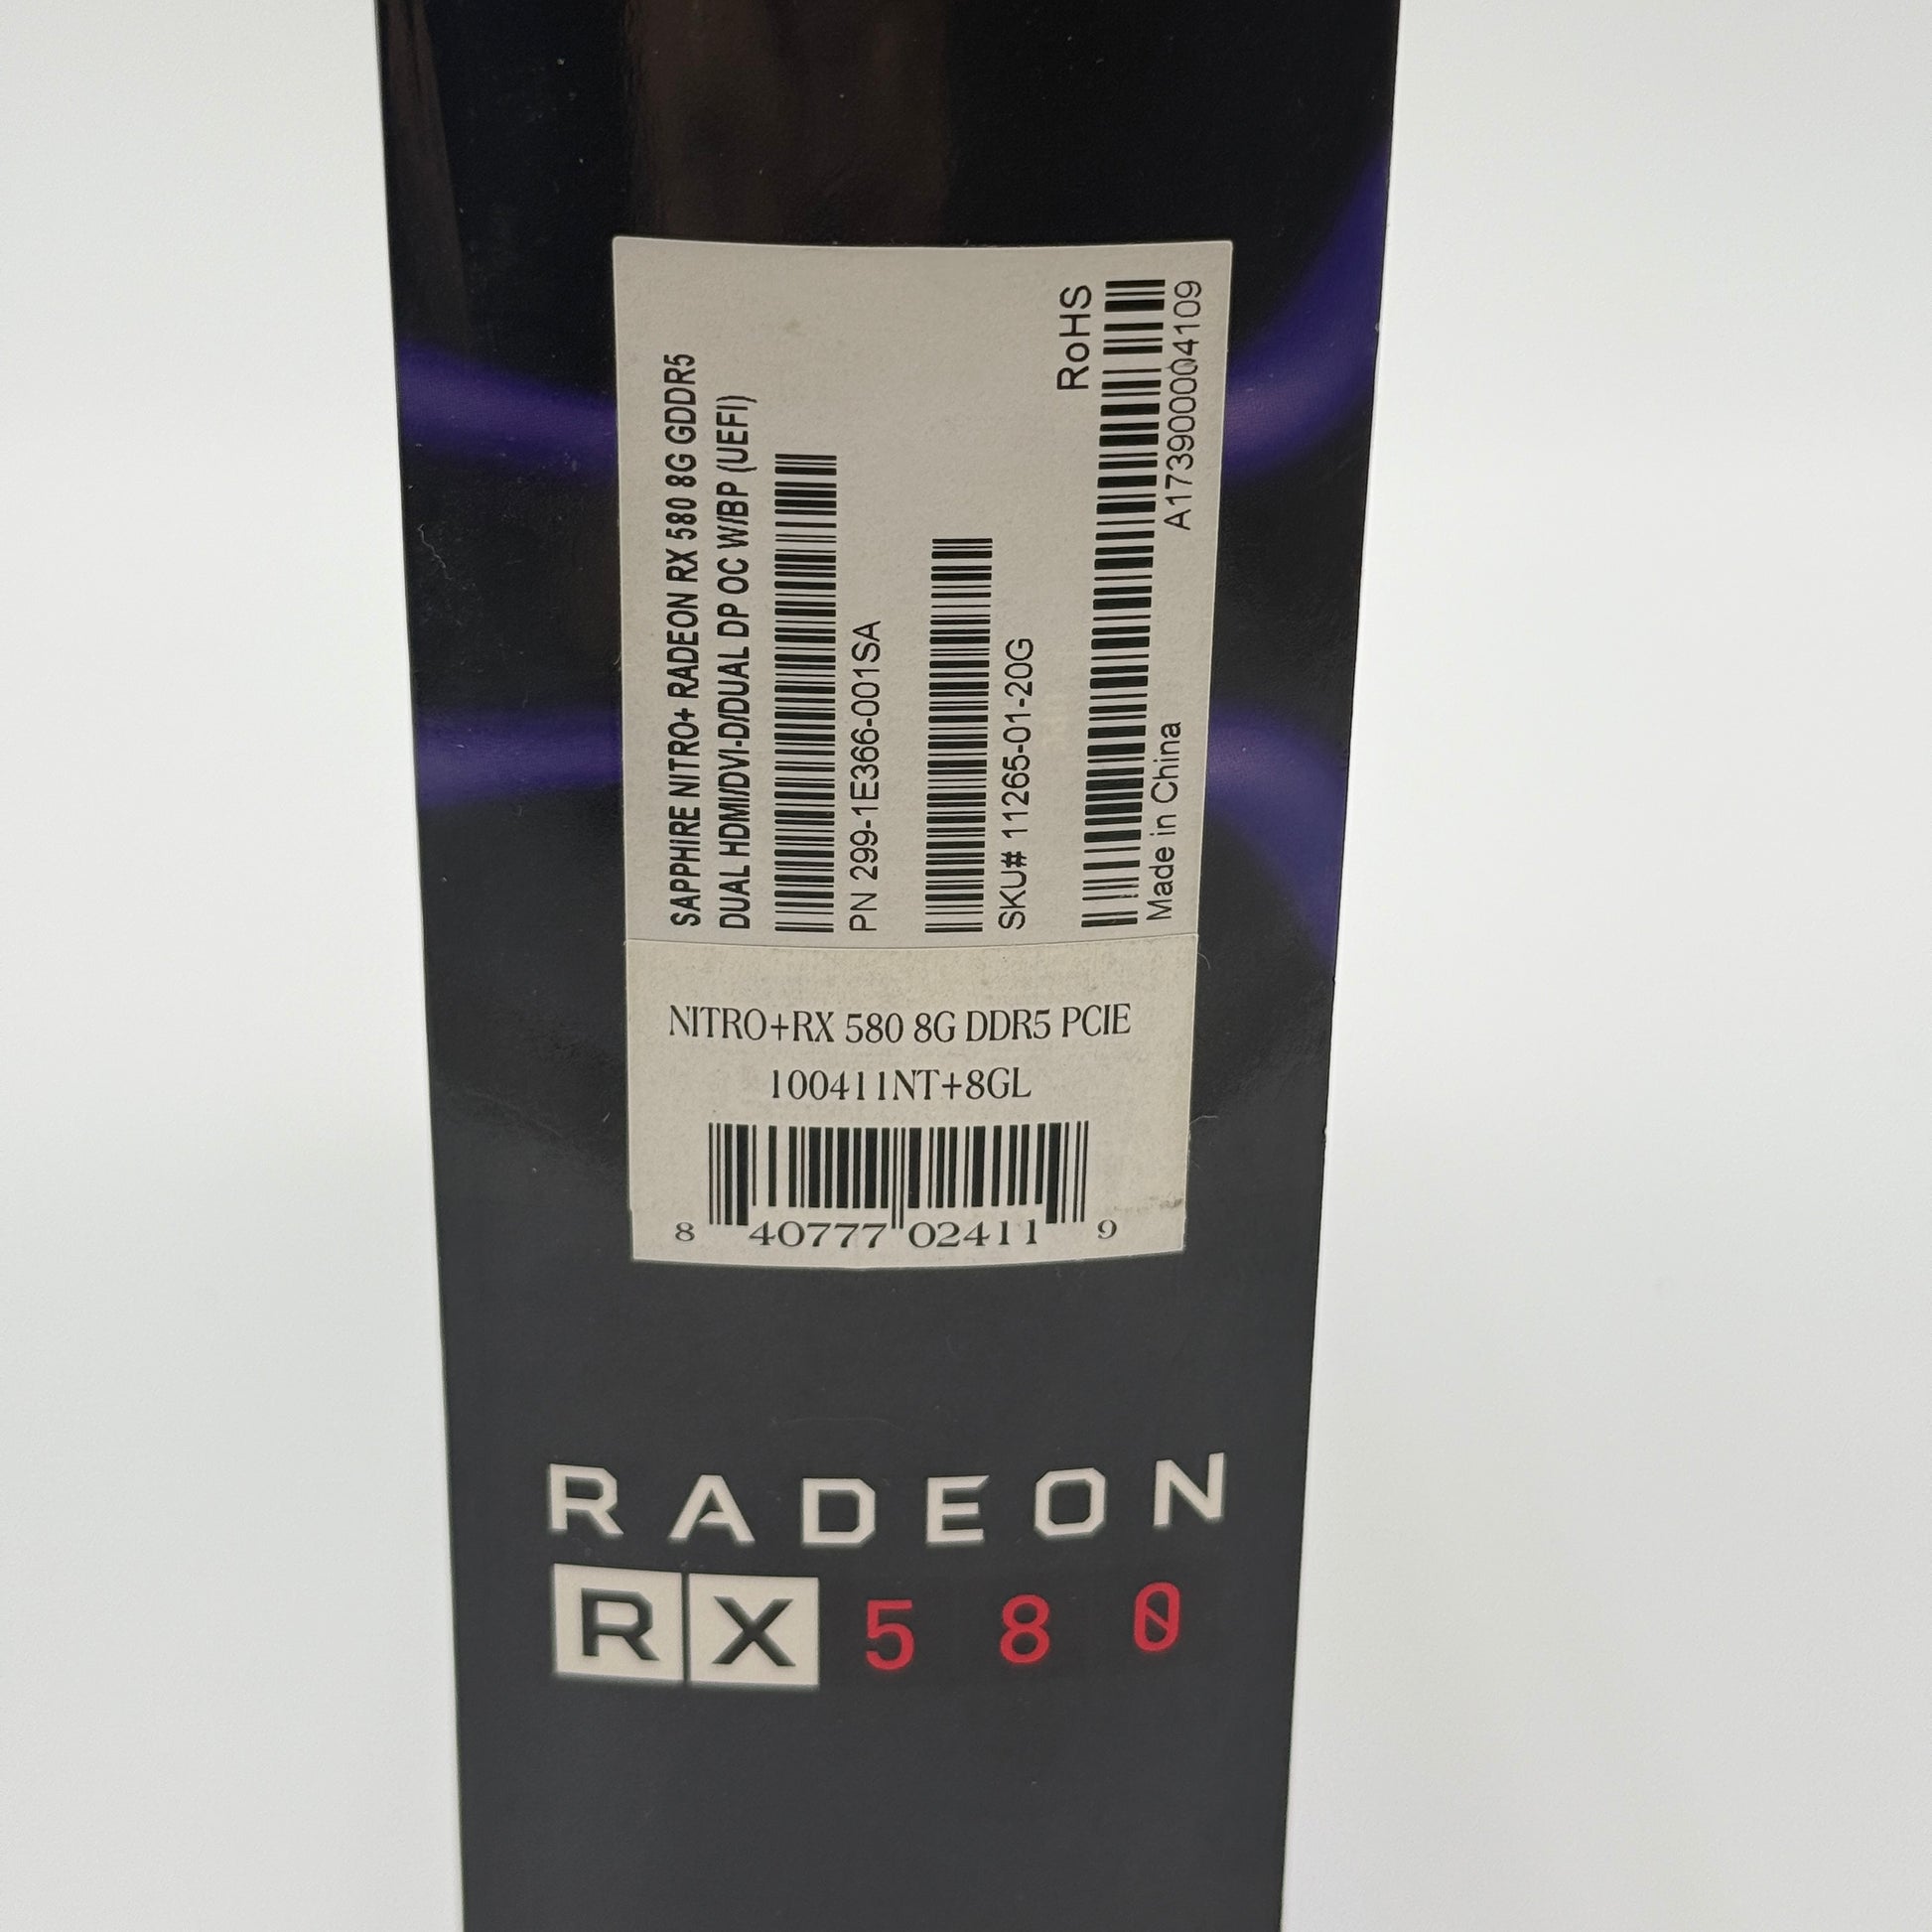 SAPPHIRE NITRO+ RADEON RX 580 8G GDDR5
DUAL HDMI/DVI-D/DUAL DP OC W/BP (UEFI)
PN 299-1E366-001SA
SKU# 11265-01-20G
RoHS
A173900004109
Made in China
NITRO+RX 580 8G DDR5 PCIE
100411NT+8GL
8 40777 02411 9
RADEON
RX 580